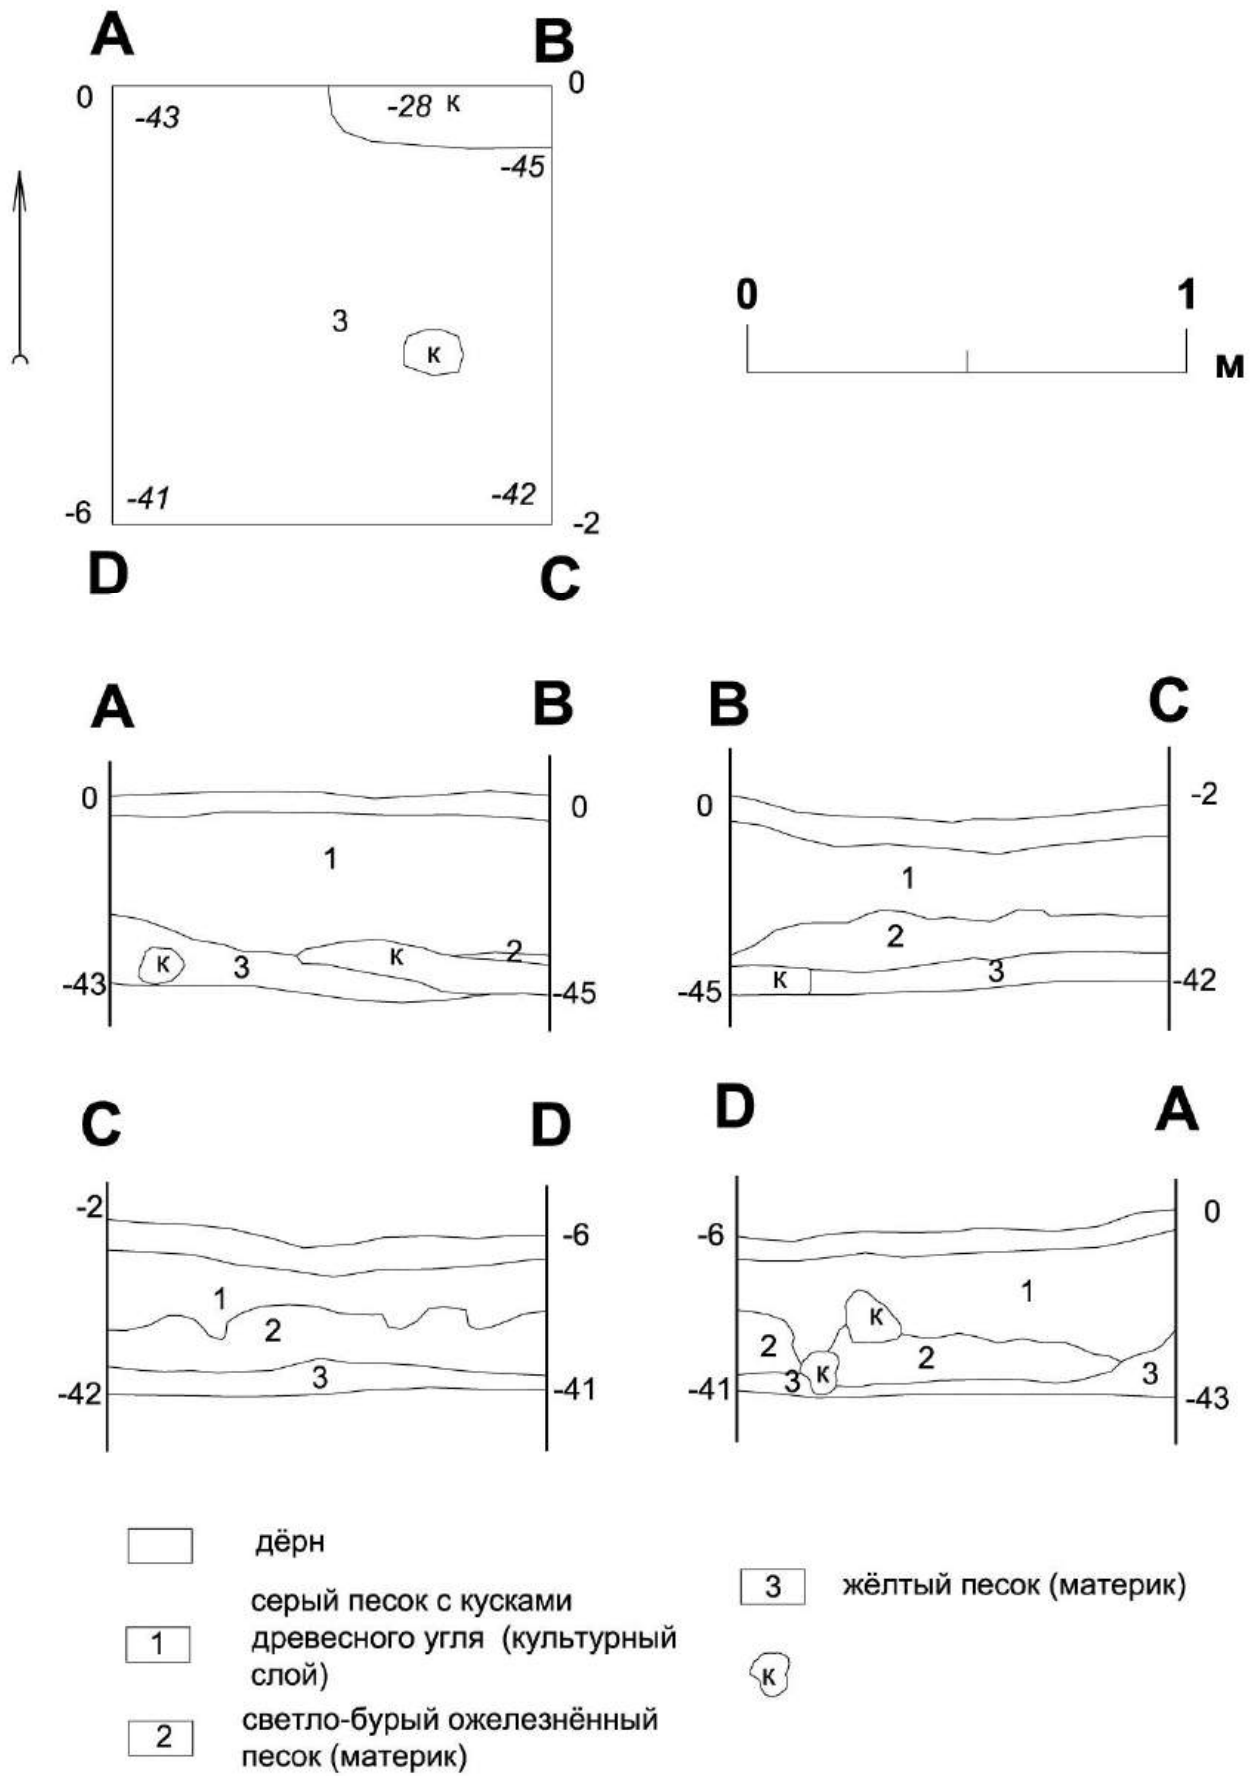 A B
0 0
-43 -28 к
-45
3
к
-41 -42
-6 -2
D C
0 1
м
A B
0 0
1
к 3 к 2
-43 -45
B C
0 -2
1
2
к 3
-45 -42
C D
-2 -6
1
2
3
-42 -41
D A
-6 0
1
к
2 2 3
3 к
-41 -43
дёрн
серый песок с кусками
1 древесного угля (культурный
слой)
светло-бурый ожелезнённый
2 песок (материк)
3 жёлтый песок (материк)
к